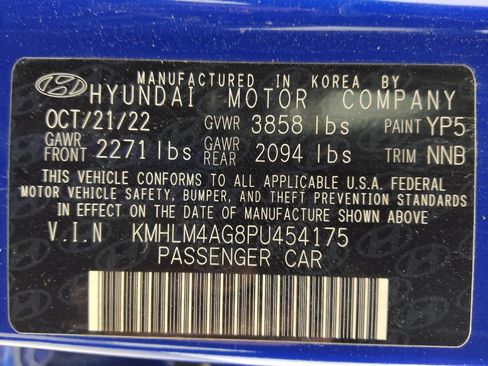 MANUFACTURED IN KOREA BY
HYUNDAI MOTOR COMPANY
OCT/21/22 GVWR 3858 lbs PAINT YP5
GAWR FRONT 2271 lbs GAWR REAR 2094 lbs TRIM NNB
THIS VEHICLE CONFORMS TO ALL APPLICABLE U.S.A. FEDERAL
MOTOR VEHICLE SAFETY, BUMPER, AND THEFT PREVENTION
STANDARDS IN EFFECT ON THE DATE OF MANUFACTURE SHOWN ABOVE.
V.I.N KMHLM4AG8PU454175
PASSENGER CAR